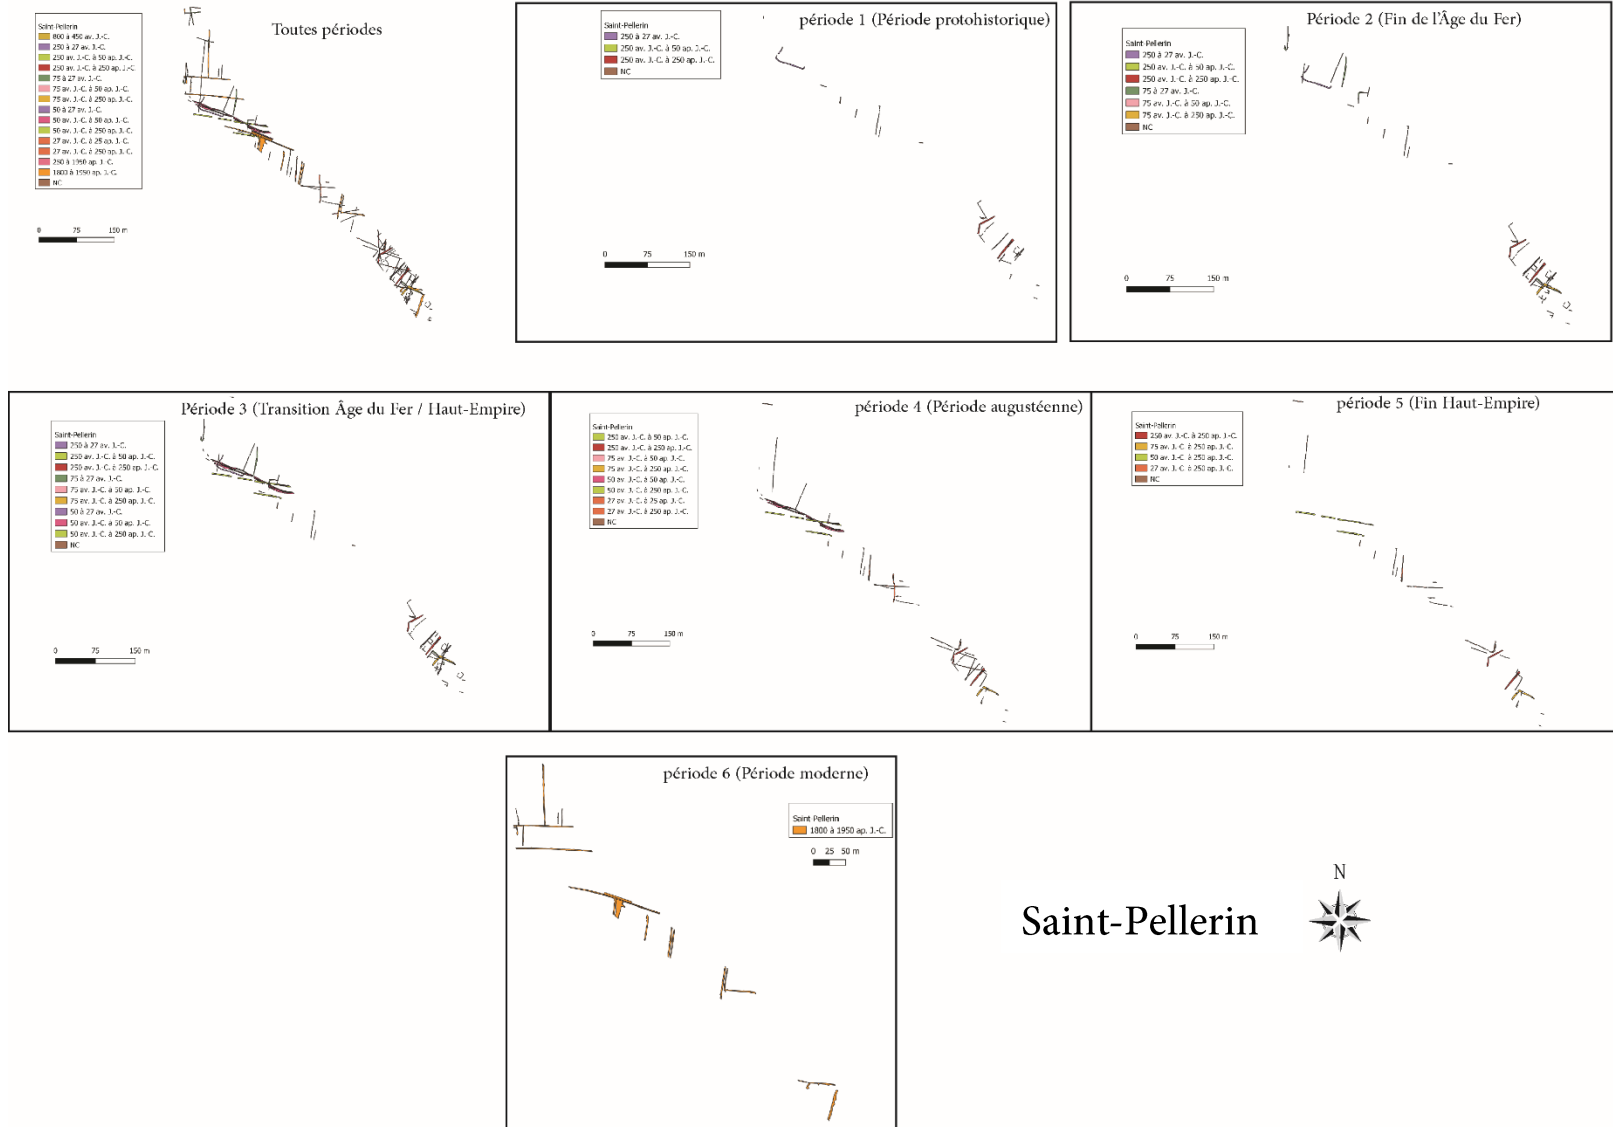 Toutes périodes
Saint-Pellerin
800 à 450 av. J.-C.
250 à 27 av. J.-C.
250 av. J.-C. à 50 ap. J.-C.
250 av. J.-C. à 250 ap. J.-C.
75 à 27 av. J.-C.
75 av. J.-C. à 50 ap. J.-C.
75 av. J.-C. à 250 ap. J.-C.
50 à 27 av. J.-C.
50 av. J.-C. à 50 ap. J.-C.
50 av. J.-C. à 250 ap. J.-C.
27 av. J.-C. à 25 ap. J.-C.
27 av. J.-C. à 250 ap. J.-C.
250 à 1950 ap. J.-C.
1800 à 1950 ap. J.-C.
NC
0 75 150 m
période 1 (Période protohistorique)
Saint-Pellerin
250 à 27 av. J.-C.
250 av. J.-C. à 50 ap. J.-C.
250 av. J.-C. à 250 ap. J.-C.
NC
0 75 150 m
Période 2 (Fin de l'Âge du Fer)
Saint-Pellerin
250 à 27 av. J.-C.
250 av. J.-C. à 50 ap. J.-C.
250 av. J.-C. à 250 ap. J.-C.
75 à 27 av. J.-C.
75 av. J.-C. à 50 ap. J.-C.
75 av. J.-C. à 250 ap. J.-C.
NC
0 75 150 m
Période 3 (Transition Âge du Fer / Haut-Empire)
Saint-Pellerin
250 à 27 av. J.-C.
250 av. J.-C. à 50 ap. J.-C.
250 av. J.-C. à 250 ap. J.-C.
75 à 27 av. J.-C.
75 av. J.-C. à 50 ap. J.-C.
75 av. J.-C. à 250 ap. J.-C.
50 à 27 av. J.-C.
50 av. J.-C. à 50 ap. J.-C.
50 av. J.-C. à 250 ap. J.-C.
NC
0 75 150 m
période 4 (Période augustéenne)
Saint-Pellerin
250 av. J.-C. à 50 ap. J.-C.
250 av. J.-C. à 250 ap. J.-C.
75 av. J.-C. à 50 ap. J.-C.
75 av. J.-C. à 250 ap. J.-C.
50 av. J.-C. à 50 ap. J.-C.
50 av. J.-C. à 250 ap. J.-C.
27 av. J.-C. à 25 ap. J.-C.
27 av. J.-C. à 250 ap. J.-C.
NC
0 75 150 m
période 5 (Fin Haut-Empire)
Saint-Pellerin
250 av. J.-C. à 250 ap. J.-C.
75 av. J.-C. à 250 ap. J.-C.
50 av. J.-C. à 250 ap. J.-C.
27 av. J.-C. à 250 ap. J.-C.
NC
0 75 150 m
période 6 (Période moderne)
Saint Pellerin
1800 à 1950 ap. J.-C.
0 25 50 m
N
Saint-Pellerin